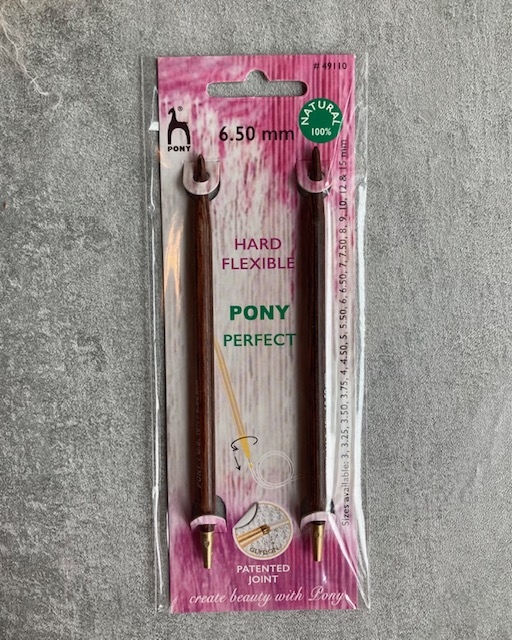 # 49110
®
PONY
6.50 mm
NATURAL
100%
HARD
FLEXIBLE
PONY
PERFECT
Sizes available: 3, 3.25, 3.50, 3.75, 4, 4.50, 5, 5.50, 6, 6.50, 7, 7.50, 8, 9, 10, 12 & 15 mm
PATENTED
JOINT
create beauty with Pony